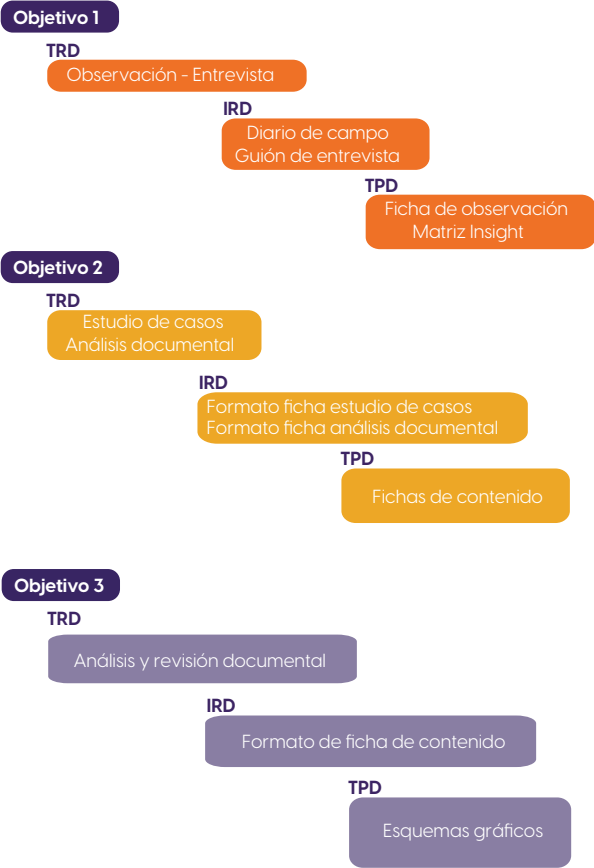 Objetivo 1
TRD
Observación - Entrevista
IRD
Diario de campo
Guión de entrevista
TPD
Ficha de observación
Matriz Insight
Objetivo 2
TRD
Estudio de casos
Análisis documental
IRD
Formato ficha estudio de casos
Formato ficha análisis documental
TPD
Fichas de contenido
Objetivo 3
TRD
Análisis y revisión documental
IRD
Formato de ficha de contenido
TPD
Esquemas gráficos